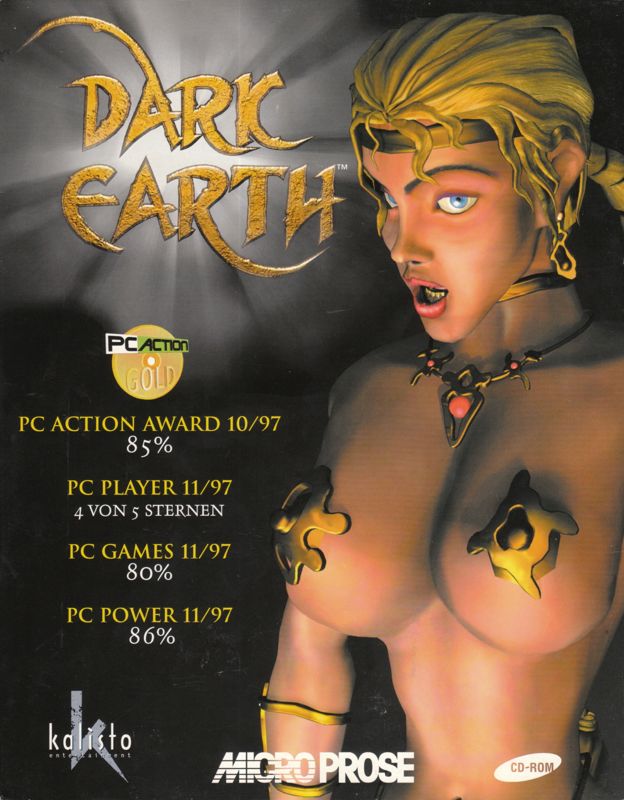 DARK
EARTH™
PC ACTION
GOLD
PC ACTION AWARD 10/97
85%
PC PLAYER 11/97
4 VON 5 STERNEN
PC GAMES 11/97
80%
PC POWER 11/97
86%
k
kalisto
entertainment
MICROPROSE
CD-ROM